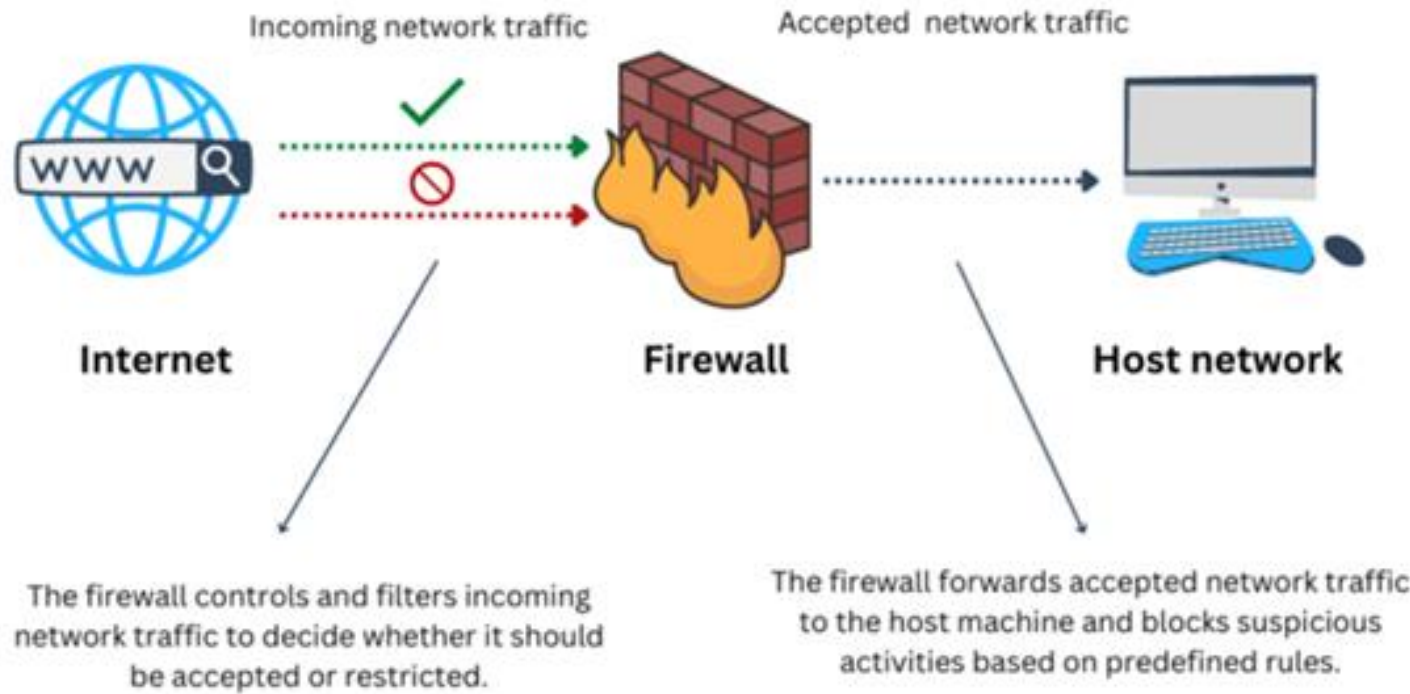 Incoming network traffic
Accepted network traffic
WWW
Internet
Firewall
Host network
The firewall controls and filters incoming
network traffic to decide whether it should
be accepted or restricted.
The firewall forwards accepted network traffic
to the host machine and blocks suspicious
activities based on predefined rules.